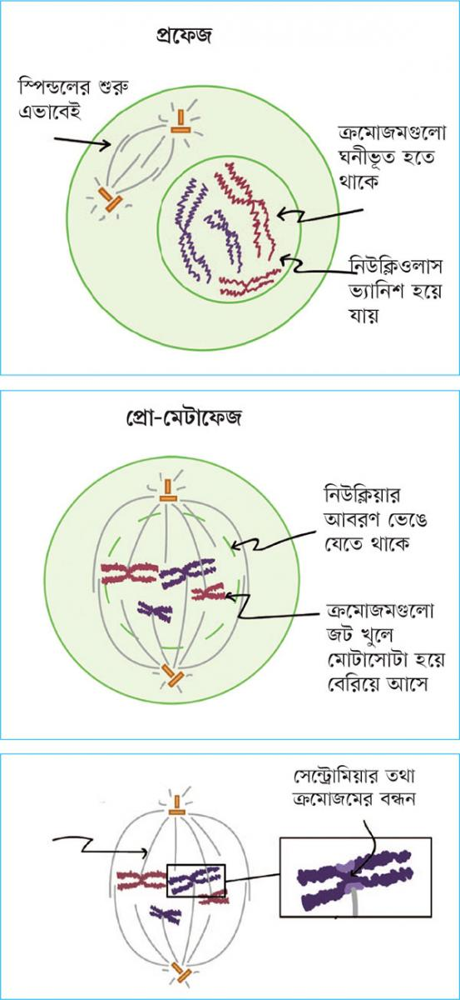 প্রফেজ
স্পিন্ডলের শুরু
এভাবেই
ক্রমোজমগুলো
ঘনীভূত হতে
থাকে
নিউক্লিওলাস
ভ্যানিশ হয়ে
যায়
প্রো-মেটাফেজ
নিউক্লিয়ার
আবরণ ভেঙে
যেতে থাকে
ক্রমোজমগুলো
জট খুলে
মোটাসোটা হয়ে
বেরিয়ে আসে
সেন্ট্রোমিয়ার তথা
ক্রমোজমের বন্ধন